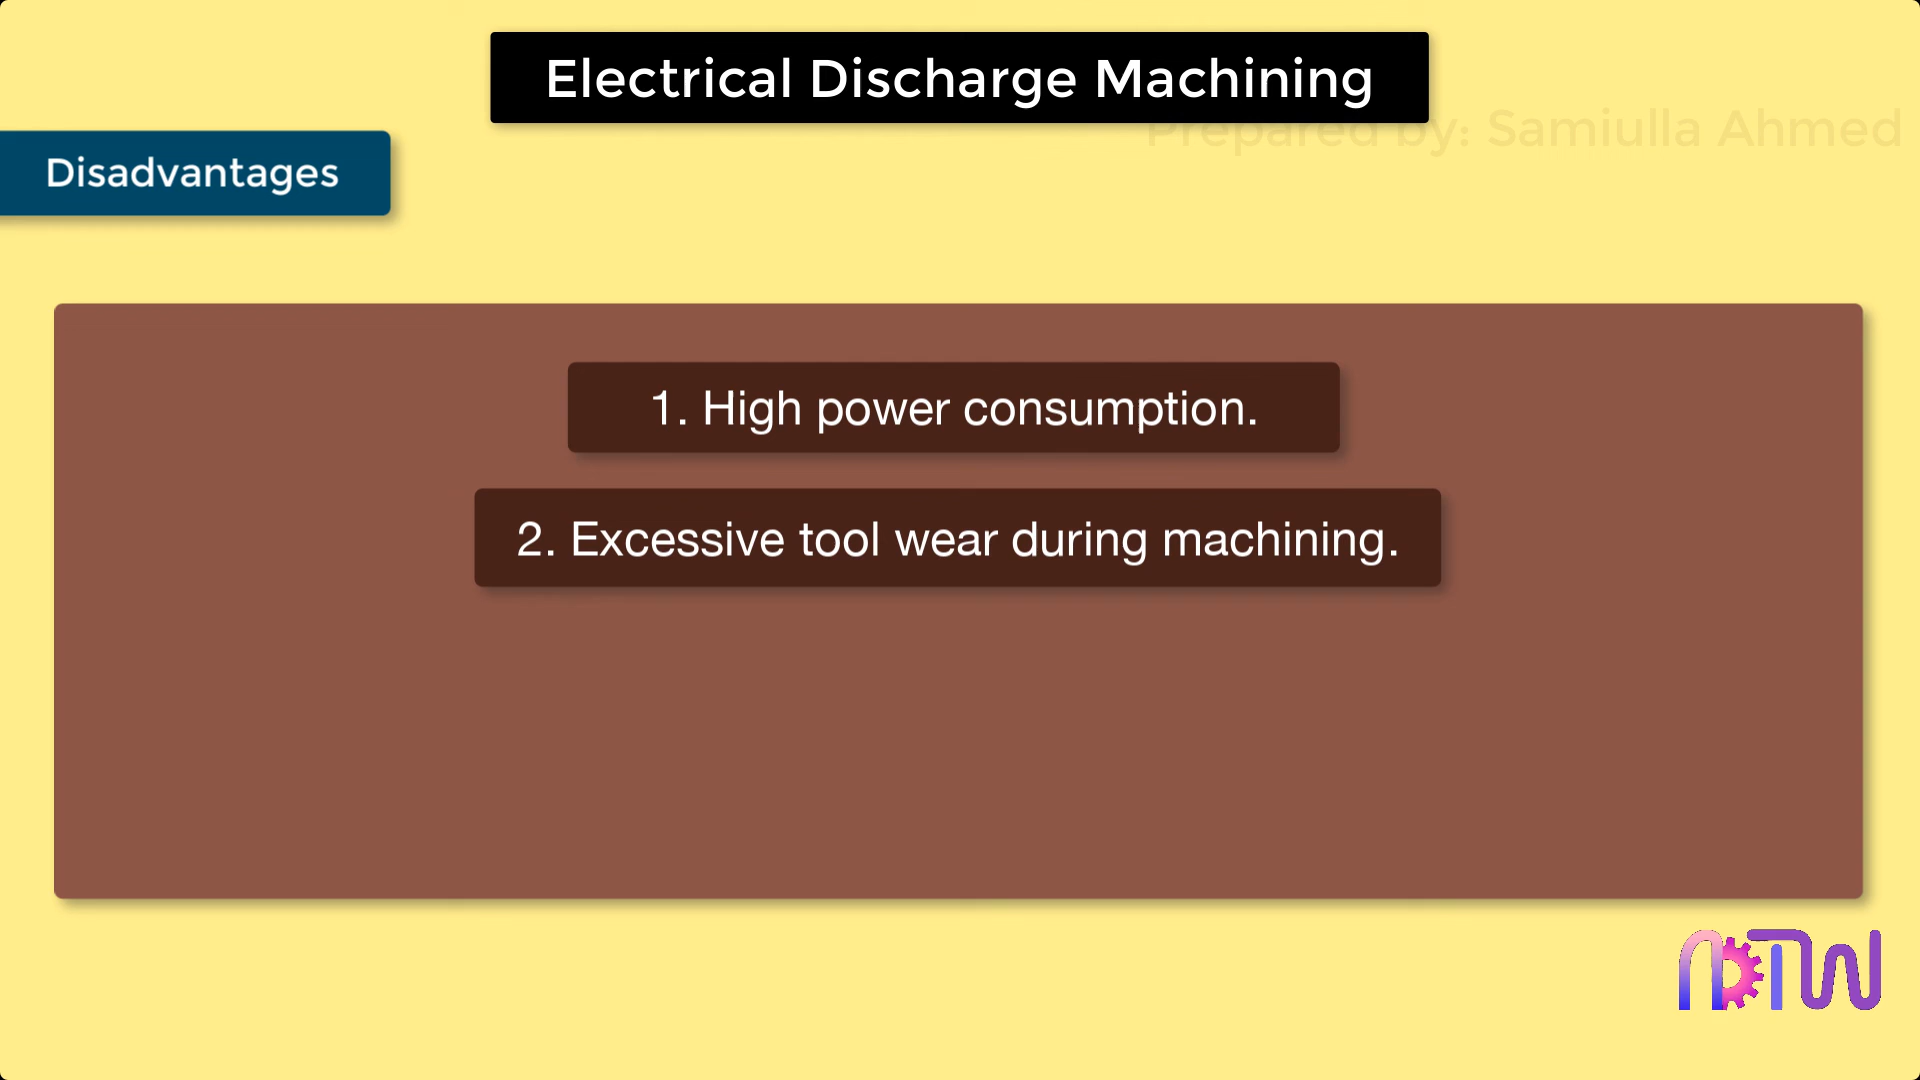 Electrical Discharge Machining
Prepared by: Samiulla Ahmed
Disadvantages
1. High power consumption.
2. Excessive tool wear during machining.